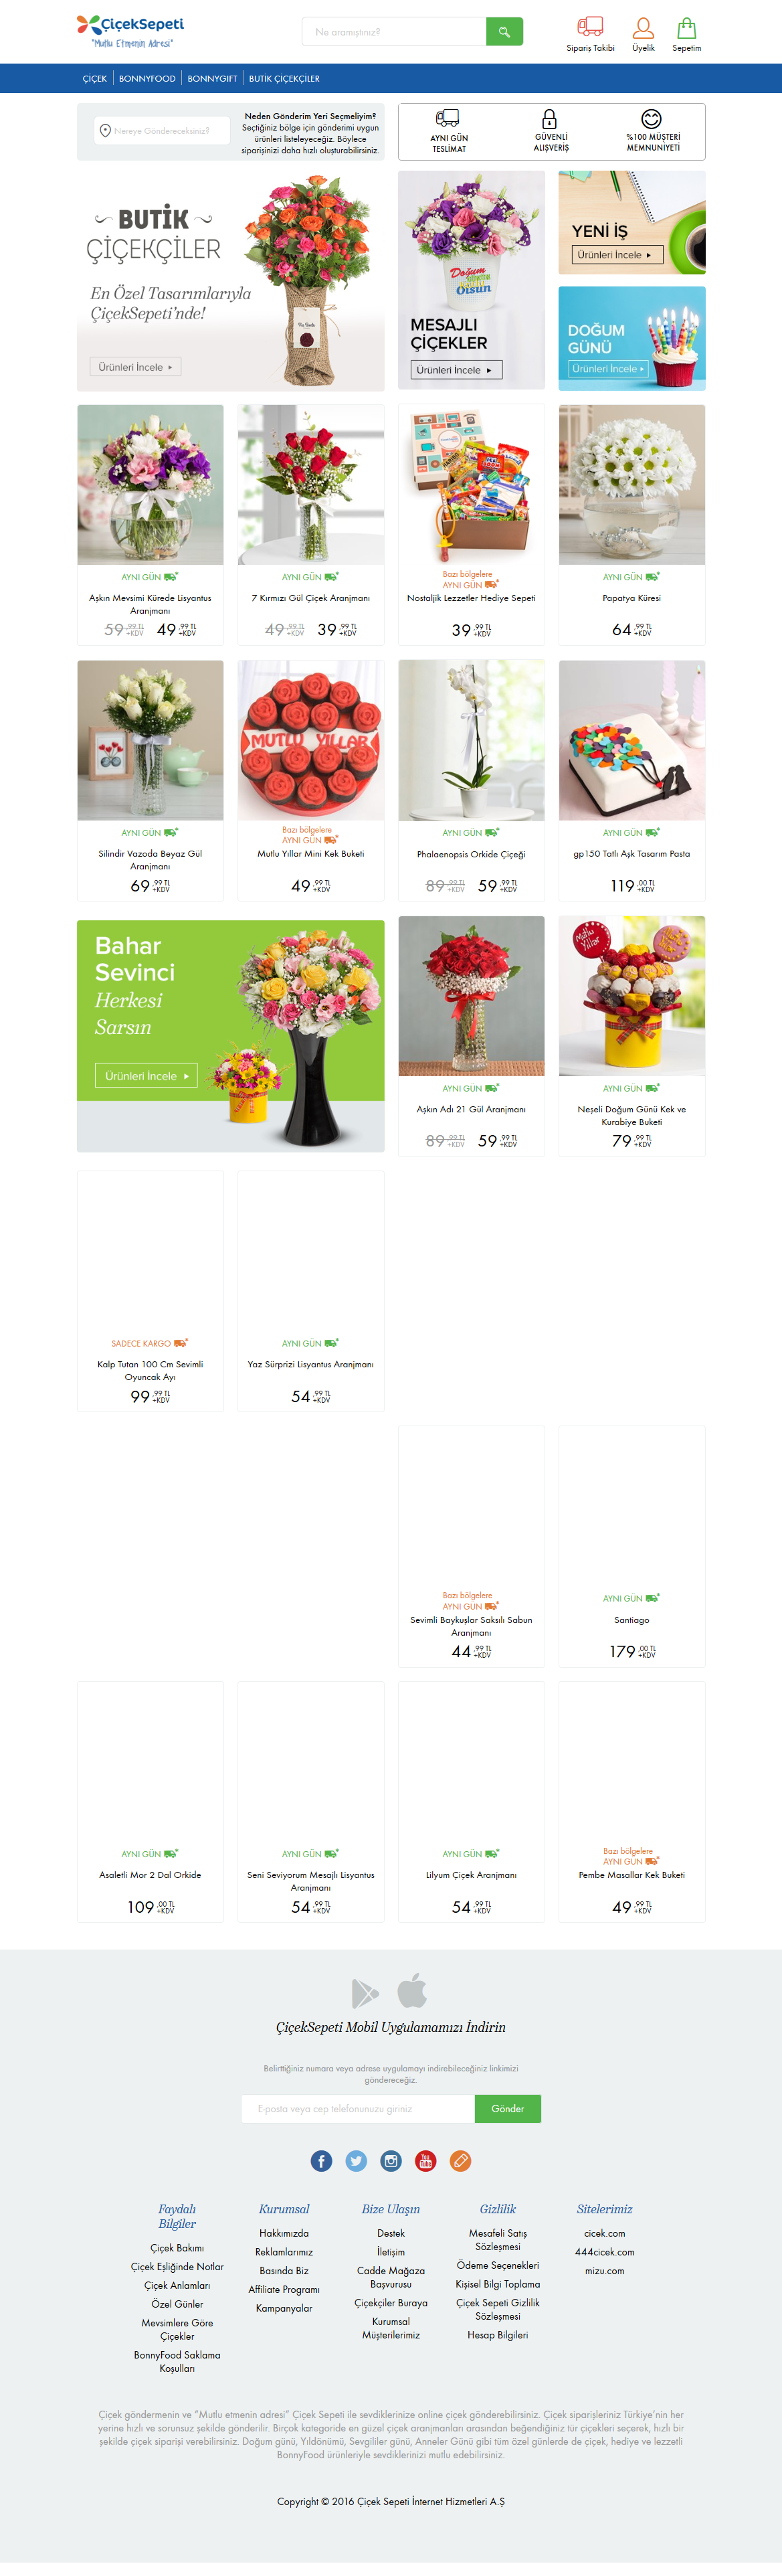 ÇiçekSepeti
"Mutlu Etmenin Adresi"
Ne aramıştınız?
Sipariş Takibi
Üyelik
Sepetim
ÇİÇEK
BONNYFOOD
BONNYGIFT
BUTİK ÇİÇEKÇİLER
Nereye Göndereceksiniz?
Neden Gönderim Yeri Seçmeliyim?
Seçtiğiniz bölge için gönderimi uygun
ürünleri listeleyeceğiz. Böylece
siparişinizi daha hızlı oluşturabilirsiniz.
AYNI GÜN
TESLİMAT
GÜVENLİ
ALIŞVERİŞ
%100 MÜŞTERİ
MEMNUNİYETİ
BUTİK
ÇİÇEKÇİLER
En Özel Tasarımlarıyla
ÇiçekSepeti'nde!
Ürünleri İncele
Doğum
Olsun
MESAJLI
ÇİÇEKLER
Ürünleri İncele
YENİ İŞ
Ürünleri İncele
DOĞUM
GÜNÜ
Ürünleri İncele
AYNI GÜN
Aşkın Mevsimi Kürede Lisyantus
Aranjmanı
59 ,99 TL +KDV 49 ,99 TL +KDV
AYNI GÜN
7 Kırmızı Gül Çiçek Aranjmanı
49 ,99 TL +KDV 39 ,99 TL +KDV
Bazı bölgelere
AYNI GÜN
Nostaljik Lezzetler Hediye Sepeti
39 ,99 TL +KDV
AYNI GÜN
Papatya Küresi
64 ,99 TL +KDV
AYNI GÜN
Silindir Vazoda Beyaz Gül
Aranjmanı
69 ,99 TL +KDV
MUTLU YILLAR
Bazı bölgelere
AYNI GÜN
Mutlu Yıllar Mini Kek Buketi
49 ,99 TL +KDV
AYNI GÜN
Phalaenopsis Orkide Çiçeği
89 ,99 TL +KDV 59 ,99 TL +KDV
AYNI GÜN
gp150 Tatlı Aşk Tasarım Pasta
119 ,00 TL +KDV
Bahar
Sevinci
Herkesi
Sarsın
Ürünleri İncele
AYNI GÜN
Aşkın Adı 21 Gül Aranjmanı
89 ,99 TL +KDV 59 ,99 TL +KDV
Mutlu
Yıllar
AYNI GÜN
Neşeli Doğum Günü Kek ve
Kurabiye Buketi
79 ,99 TL +KDV
SADECE KARGO
Kalp Tutan 100 Cm Sevimli
Oyuncak Ayı
99 ,99 TL +KDV
AYNI GÜN
Yaz Sürprizi Lisyantus Aranjmanı
54 ,99 TL +KDV
Bazı bölgelere
AYNI GÜN
Sevimli Baykuşlar Saksılı Sabun
Aranjmanı
44 ,99 TL +KDV
AYNI GÜN
Santiago
179 ,00 TL +KDV
AYNI GÜN
Asaletli Mor 2 Dal Orkide
109 ,00 TL +KDV
AYNI GÜN
Seni Seviyorum Mesajlı Lisyantus
Aranjmanı
54 ,99 TL +KDV
AYNI GÜN
Lilyum Çiçek Aranjmanı
54 ,99 TL +KDV
Bazı bölgelere
AYNI GÜN
Pembe Masallar Kek Buketi
49 ,99 TL +KDV
ÇiçekSepeti Mobil Uygulamamızı İndirin
Belirttiğiniz numara veya adrese uygulamayı indirebileceğiniz linkimizi
göndereceğiz.
E-posta veya cep telefonunuzu giriniz
Gönder
You Tube
Faydalı
Bilgiler
Çiçek Bakımı
Çiçek Eşliğinde Notlar
Çiçek Anlamları
Özel Günler
Mevsimlere Göre
Çiçekler
BonnyFood Saklama
Koşulları
Kurumsal
Hakkımızda
Reklamlarımız
Basında Biz
Affiliate Programı
Kampanyalar
Bize Ulaşın
Destek
İletişim
Cadde Mağaza
Başvurusu
Çiçekçiler Buraya
Kurumsal
Müşterilerimiz
Gizlilik
Mesafeli Satış
Sözleşmesi
Ödeme Seçenekleri
Kişisel Bilgi Toplama
Çiçek Sepeti Gizlilik
Sözleşmesi
Hesap Bilgileri
Sitelerimiz
cicek.com
444cicek.com
mizu.com
Çiçek göndermenin ve "Mutlu etmenin adresi" Çiçek Sepeti ile sevdiklerinize online çiçek gönderebilirsiniz. Çiçek siparişleriniz Türkiye'nin her
yerine hızlı ve sorunsuz şekilde gönderilir. Birçok kategoride en güzel çiçek aranjmanları arasından beğendiğiniz tür çiçekleri seçerek, hızlı bir
şekilde çiçek siparişi verebilirsiniz. Doğum günü, Yıldönümü, Sevgililer günü, Anneler Günü gibi tüm özel günlerde de çiçek, hediye ve lezzetli
BonnyFood ürünleriyle sevdiklerinizi mutlu edebilirsiniz.
Copyright © 2016 Çiçek Sepeti İnternet Hizmetleri A.Ş